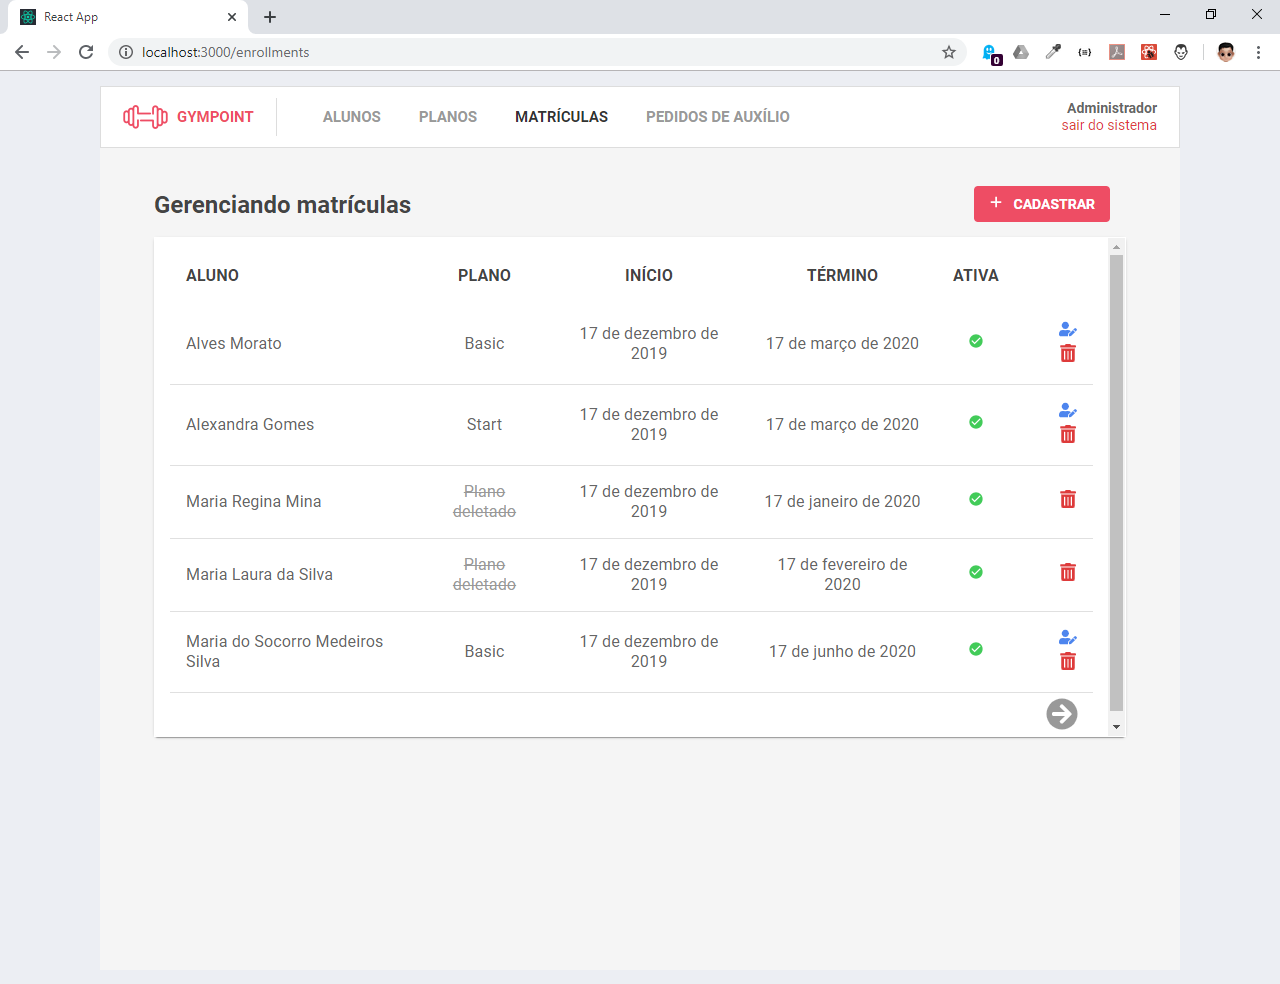 React App
localhost:3000/enrollments
0
GYMPOINT
ALUNOS
PLANOS
MATRÍCULAS
PEDIDOS DE AUXÍLIO
Administrador
sair do sistema
Gerenciando matrículas
+ CADASTRAR
ALUNO PLANO INÍCIO TÉRMINO ATIVA
Alves Morato
Basic
17 de dezembro de
2019
17 de março de 2020
Alexandra Gomes
Start
17 de dezembro de
2019
17 de março de 2020
Maria Regina Mina
Plano
deletado
17 de dezembro de
2019
17 de janeiro de 2020
Maria Laura da Silva
Plano
deletado
17 de dezembro de
2019
17 de fevereiro de
2020
Maria do Socorro Medeiros
Silva
Basic
17 de dezembro de
2019
17 de junho de 2020